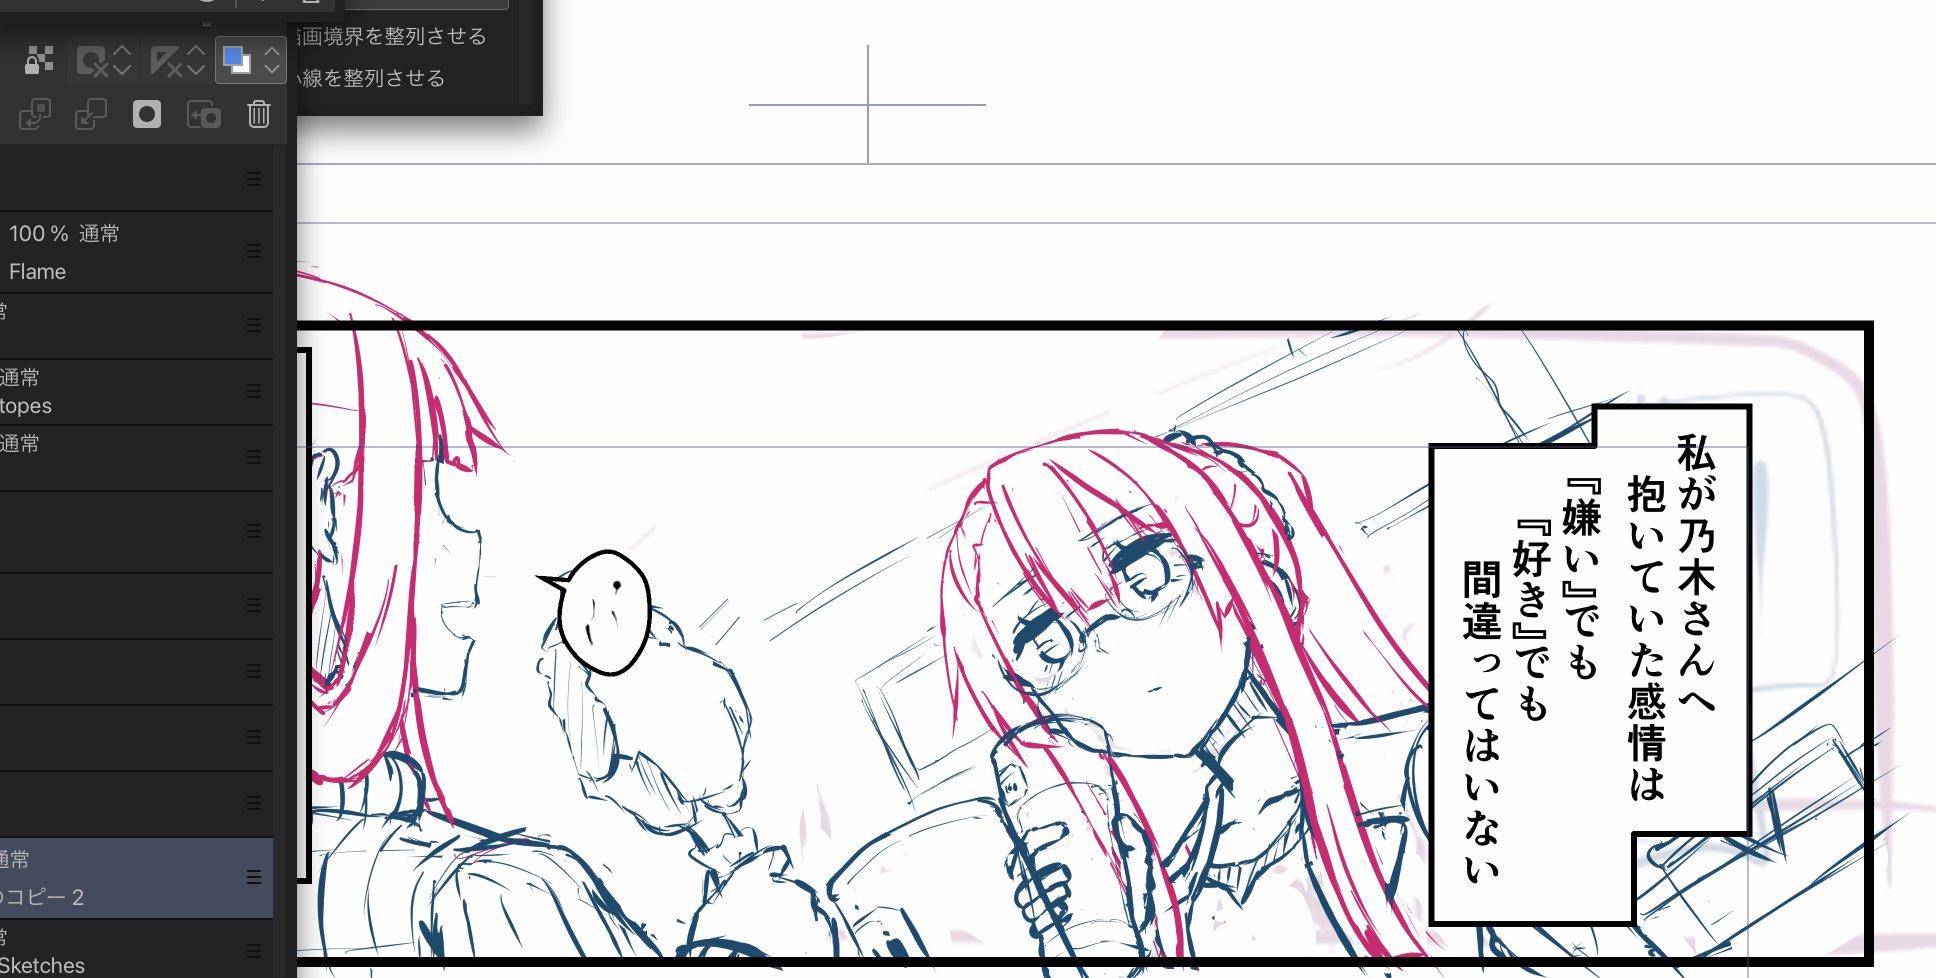 画境界を整列させる
線を整列させる
100 % 通常
Flame
常
通常
topes
通常
通常
のコピー 2
常
Sketches
私が乃木さんへ
抱いていた感情は
『嫌い』でも
『好き』でも
間違ってはいない